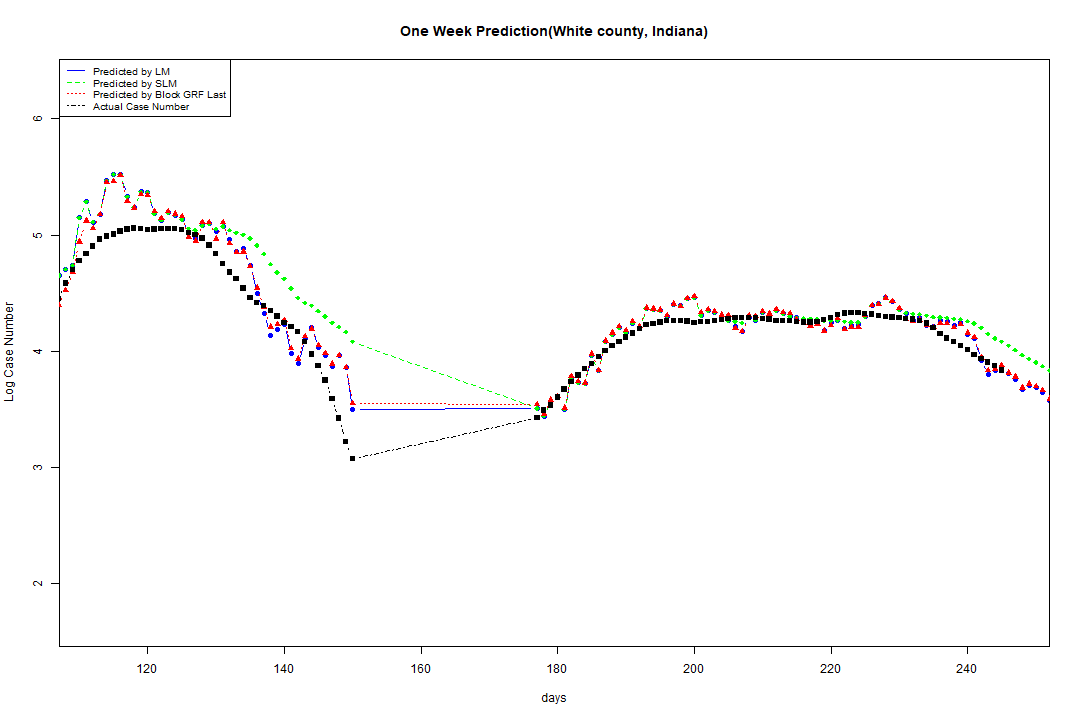 One Week Prediction(White county, Indiana)
Predicted by LM
Predicted by SLM
Predicted by Block GRF Last
Actual Case Number
Log Case Number
6
5
4
3
2
120 140 160 180 200 220 240
days